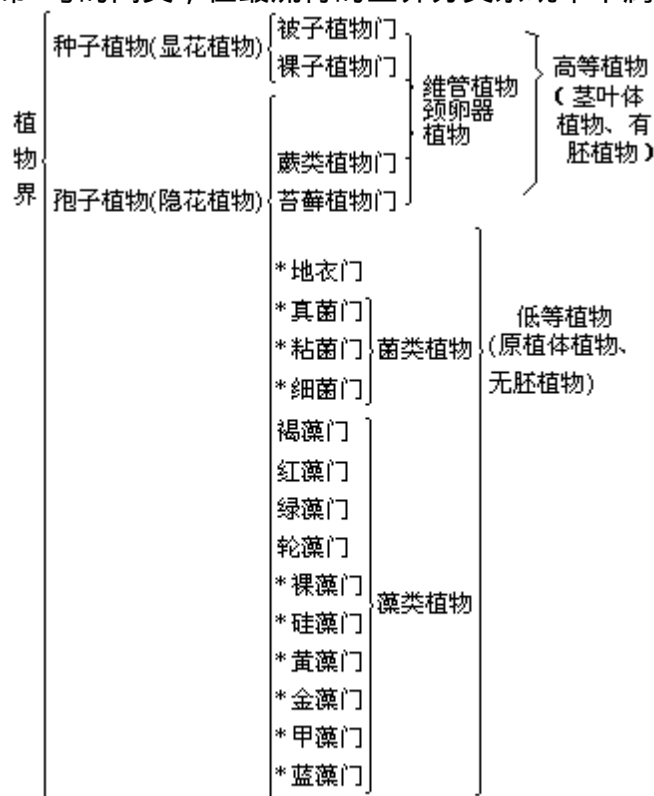 植物界
种子植物(显花植物)
被子植物门
裸子植物门
维管植物
颈卵器
植物
高等植物
(茎叶体
植物、有
胚植物)
孢子植物(隐花植物)
蕨类植物门
苔藓植物门
*地衣门
*真菌门
*粘菌门
*细菌门
菌类植物
低等植物
(原植体植物、
无胚植物)
褐藻门
红藻门
绿藻门
轮藻门
*裸藻门
*硅藻门
*黄藻门
*金藻门
*甲藻门
*蓝藻门
藻类植物